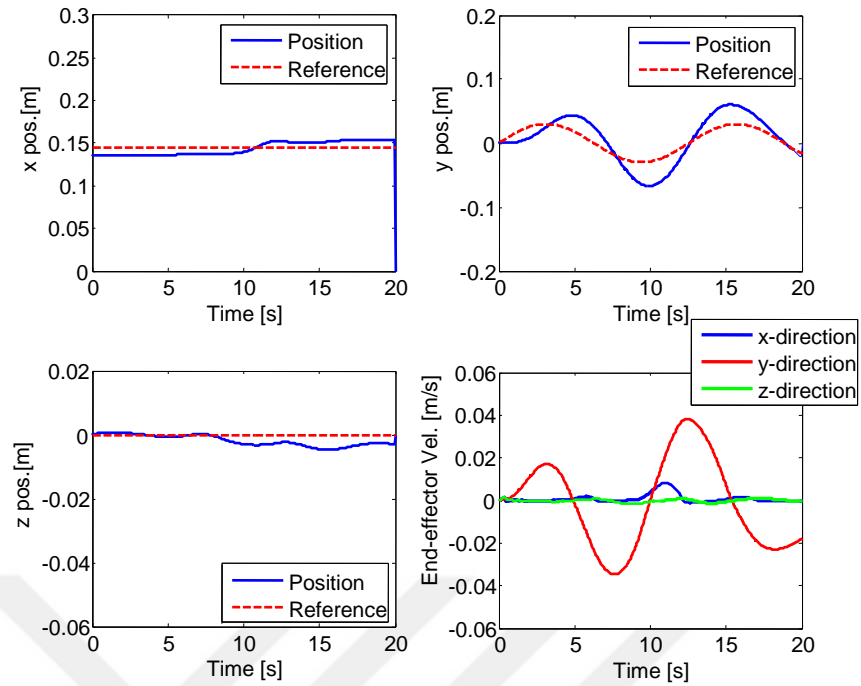 0.3
0.25
0.2
0.15
0.1
0.05
0
x pos.[m]
0 5 10 15 20
Time [s]
Position
Reference
0.2
0.1
0
-0.1
-0.2
y pos.[m]
0 5 10 15 20
Time [s]
Position
Reference
0.02
0
-0.02
-0.04
-0.06
z pos.[m]
0 5 10 15 20
Time [s]
Position
Reference
x-direction
y-direction
z-direction
0.06
0.04
0.02
0
-0.02
-0.04
-0.06
End-effector Vel. [m/s]
0 5 10 15 20
Time [s]